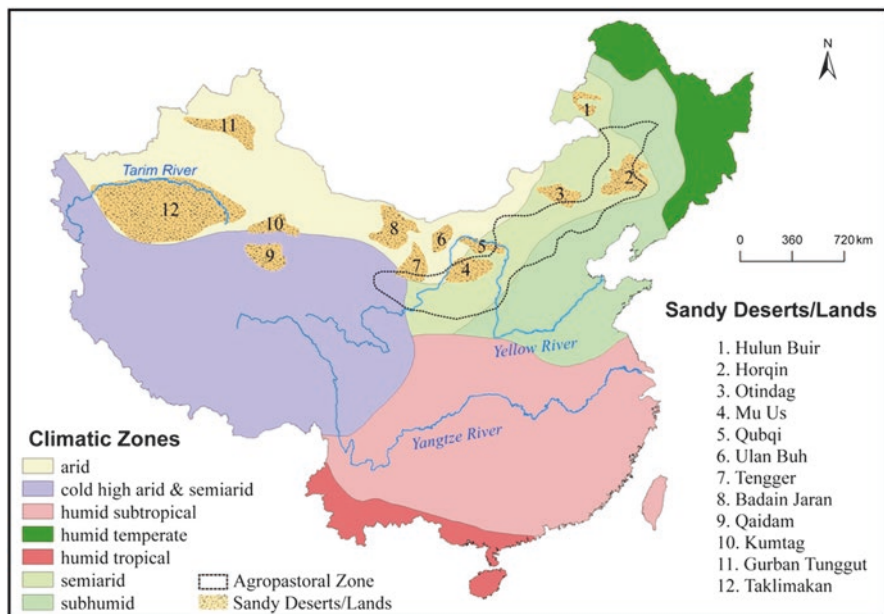 N
11
1
Tarim River
2
3
12
10
8
6
5
9
7
4
0 360 720 km
Sandy Deserts/Lands
Yellow River
1. Hulun Buir
2. Horqin
3. Otindag
4. Mu Us
5. Qubqi
6. Ulan Buh
7. Tengger
8. Badain Jaran
9. Qaidam
10. Kumtag
11. Gurban Tunggut
12. Taklimakan
Yangtze River
Climatic Zones
arid
cold high arid & semiarid
humid subtropical
humid temperate
humid tropical
semiarid
subhumid
Agropastoral Zone
Sandy Deserts/Lands